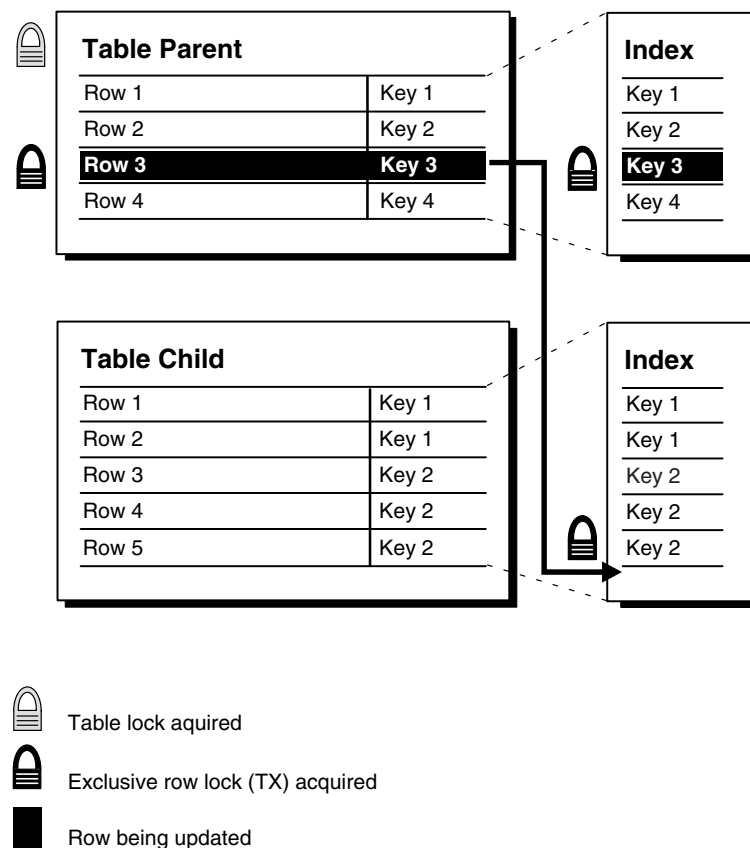 Table Parent
Row 1 Key 1
Row 2 Key 2
Row 3 Key 3
Row 4 Key 4
Index
Key 1
Key 2
Key 3
Key 4
Table Child
Row 1 Key 1
Row 2 Key 1
Row 3 Key 2
Row 4 Key 2
Row 5 Key 2
Index
Key 1
Key 1
Key 2
Key 2
Key 2
Table lock aquired
Exclusive row lock (TX) acquired
Row being updated